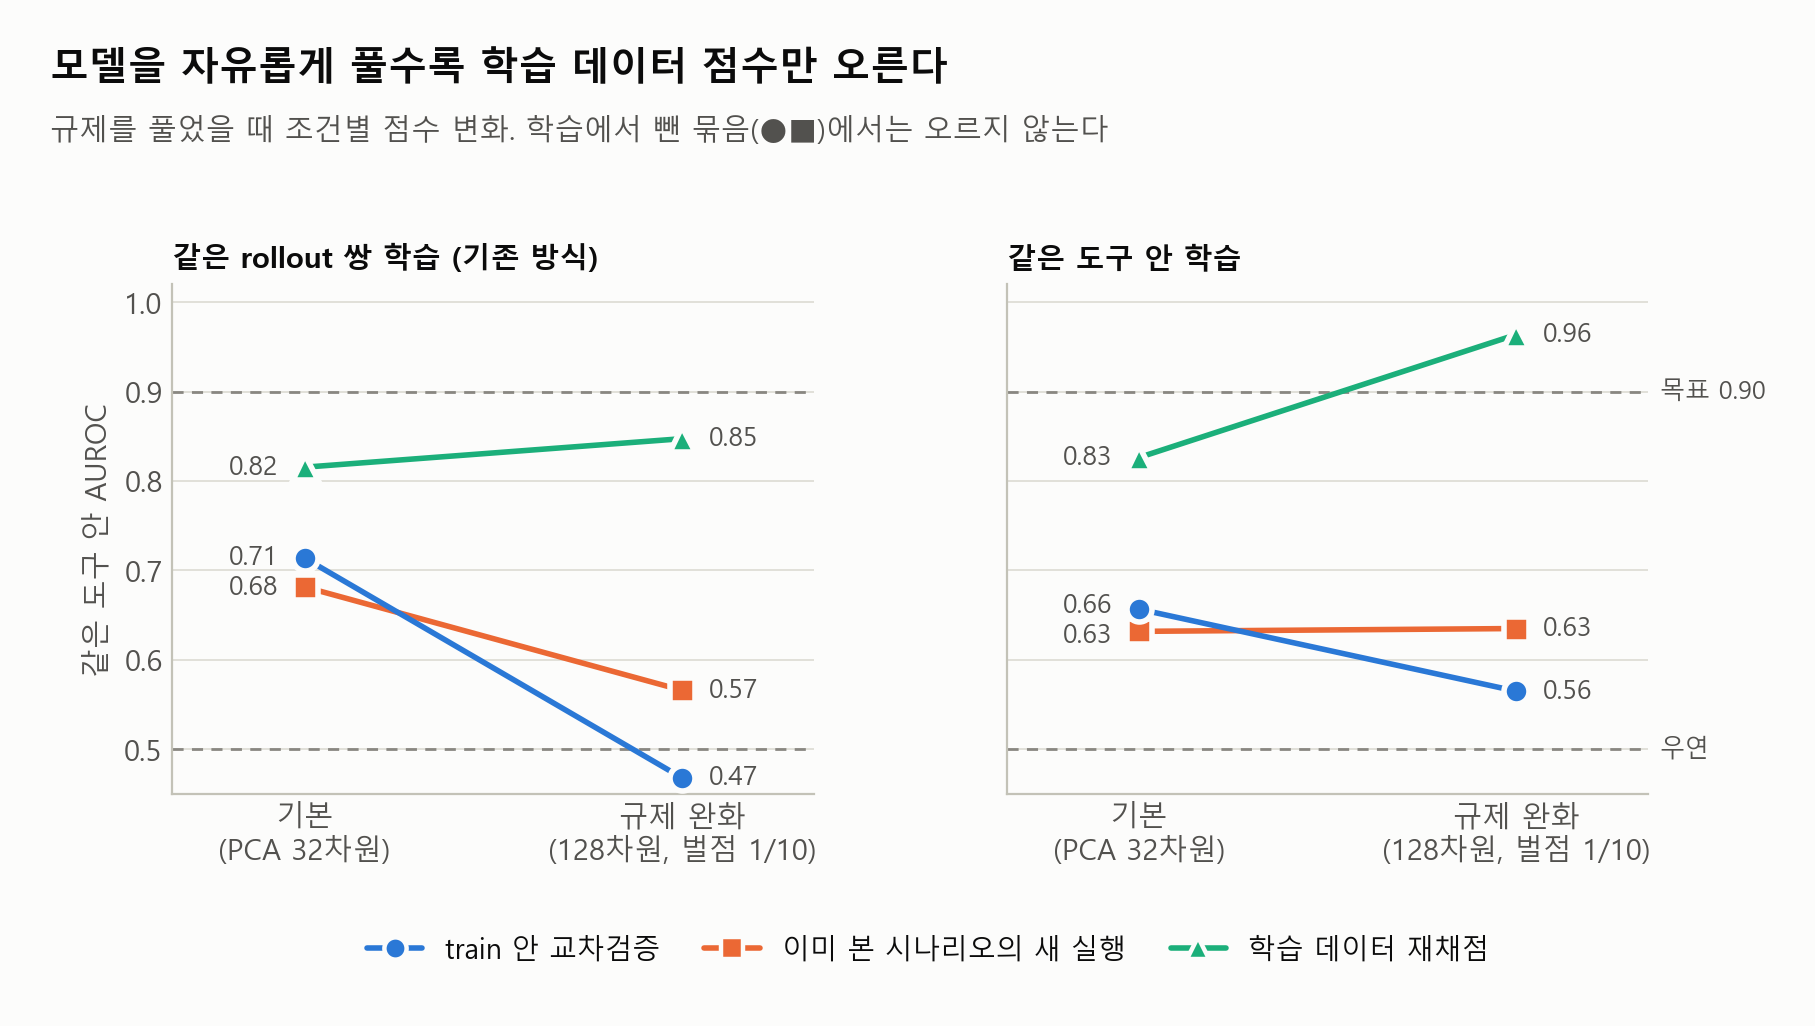 모델을 자유롭게 풀수록 학습 데이터 점수만 오른다
규제를 풀었을 때 조건별 점수 변화. 학습에서 뺀 묶음(●■)에서는 오르지 않는다
같은 rollout 쌍 학습 (기존 방식)
같은 도구 안 AUROC
1.0
0.9
0.8
0.7
0.6
0.5
0.82
0.85
0.71
0.68
0.57
0.47
기본
(PCA 32차원)
규제 완화
(128차원, 벌점 1/10)
같은 도구 안 학습
0.96
목표 0.90
0.83
0.66
0.63
0.63
0.56
우연
기본
(PCA 32차원)
규제 완화
(128차원, 벌점 1/10)
train 안 교차검증
이미 본 시나리오의 새 실행
학습 데이터 재채점